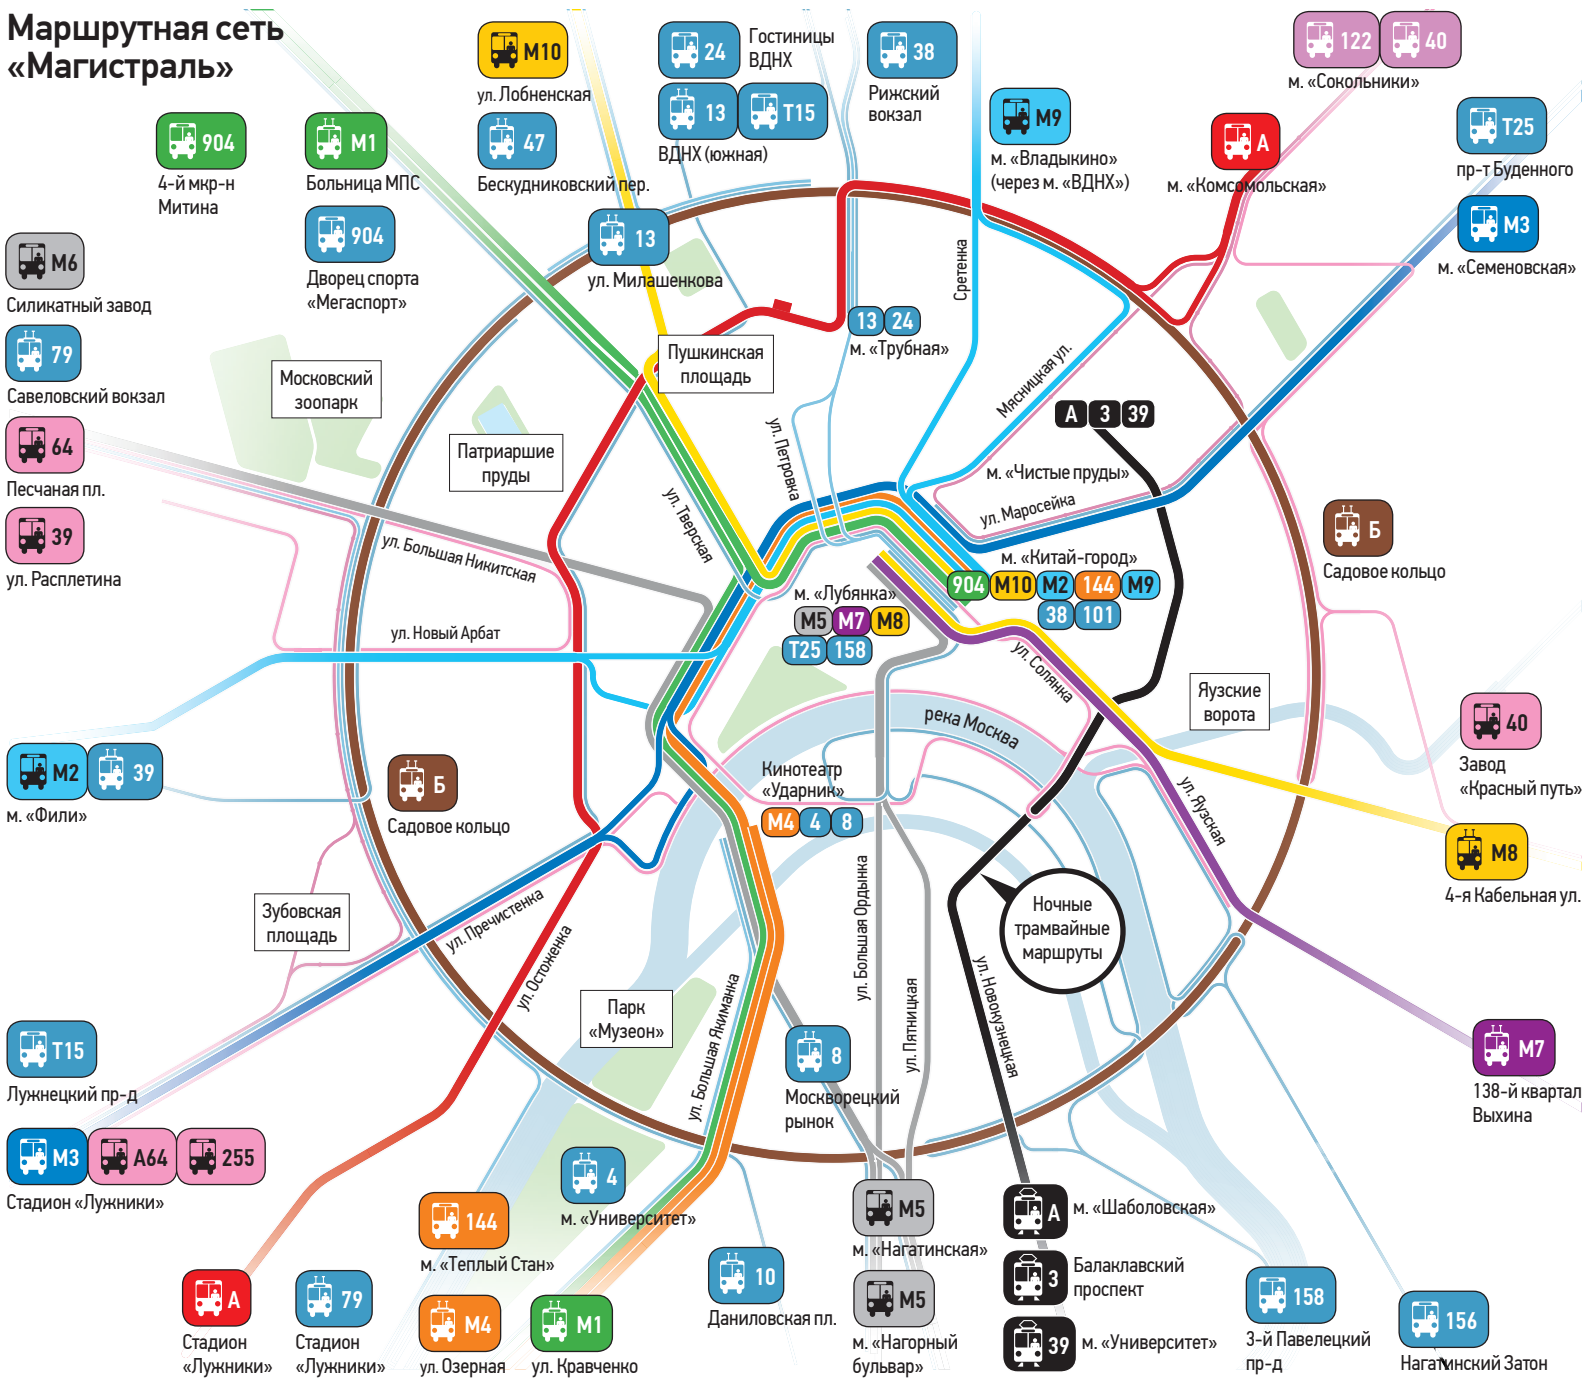 Маршрутная сеть
«Магистраль»
М10
ул. Лобненская
24
Гостиницы
ВДНХ
38
Рижский
вокзал
122
40
м. «Сокольники»
904
4-й мкр-н
Митина
М1
Больница МПС
47
Бескудниковский пер.
13
Т15
ВДНХ (южная)
М9
м. «Владыкино»
(через м. «ВДНХ»)
А
м. «Комсомольская»
Т25
пр-т Буденного
904
Дворец спорта
«Мегаспорт»
13
ул. Милашенкова
М3
м. «Семеновская»
М6
Силикатный завод
79
Савеловский вокзал
64
Песчаная пл.
39
ул. Расплетина
Московский
зоопарк
Патриаршие
пруды
Пушкинская
площадь
13
24
м. «Трубная»
Сретенка
Мясницкая ул.
А
3
39
м. «Чистые пруды»
ул. Петровка
ул. Тверская
ул. Маросейка
ул. Большая Никитская
ул. Новый Арбат
м. «Китай-город»
904
М10
М2
144
М9
38
101
м. «Лубянка»
М5
М7
М8
Т25
158
Б
Садовое кольцо
ул. Солянка
Яузские
ворота
река Москва
40
Завод
«Красный путь»
М2
39
м. «Фили»
Б
Садовое кольцо
Кинотеатр
«Ударник»
М4
4
8
ул. Яузская
М8
4-я Кабельная ул.
Зубовская
площадь
ул. Пречистенка
ул. Остоженка
ул. Большая Ордынка
Ночные
трамвайные
маршруты
ул. Новокузнецкая
ул. Пятницкая
Парк
«Музеон»
ул. Большая Якиманка
Т15
Лужнецкий пр-д
8
Москворецкий
рынок
М7
138-й квартал
Выхина
М3
А64
255
Стадион «Лужники»
4
м. «Университет»
144
м. «Теплый Стан»
М5
м. «Нагатинская»
А
м. «Шаболовская»
3
Балаклавский
проспект
39
м. «Университет»
А
Стадион
«Лужники»
79
Стадион
«Лужники»
М4
ул. Озерная
М1
ул. Кравченко
10
Даниловская пл.
М5
м. «Нагорный
бульвар»
158
3-й Павелецкий
пр-д
156
Нагатинский Затон